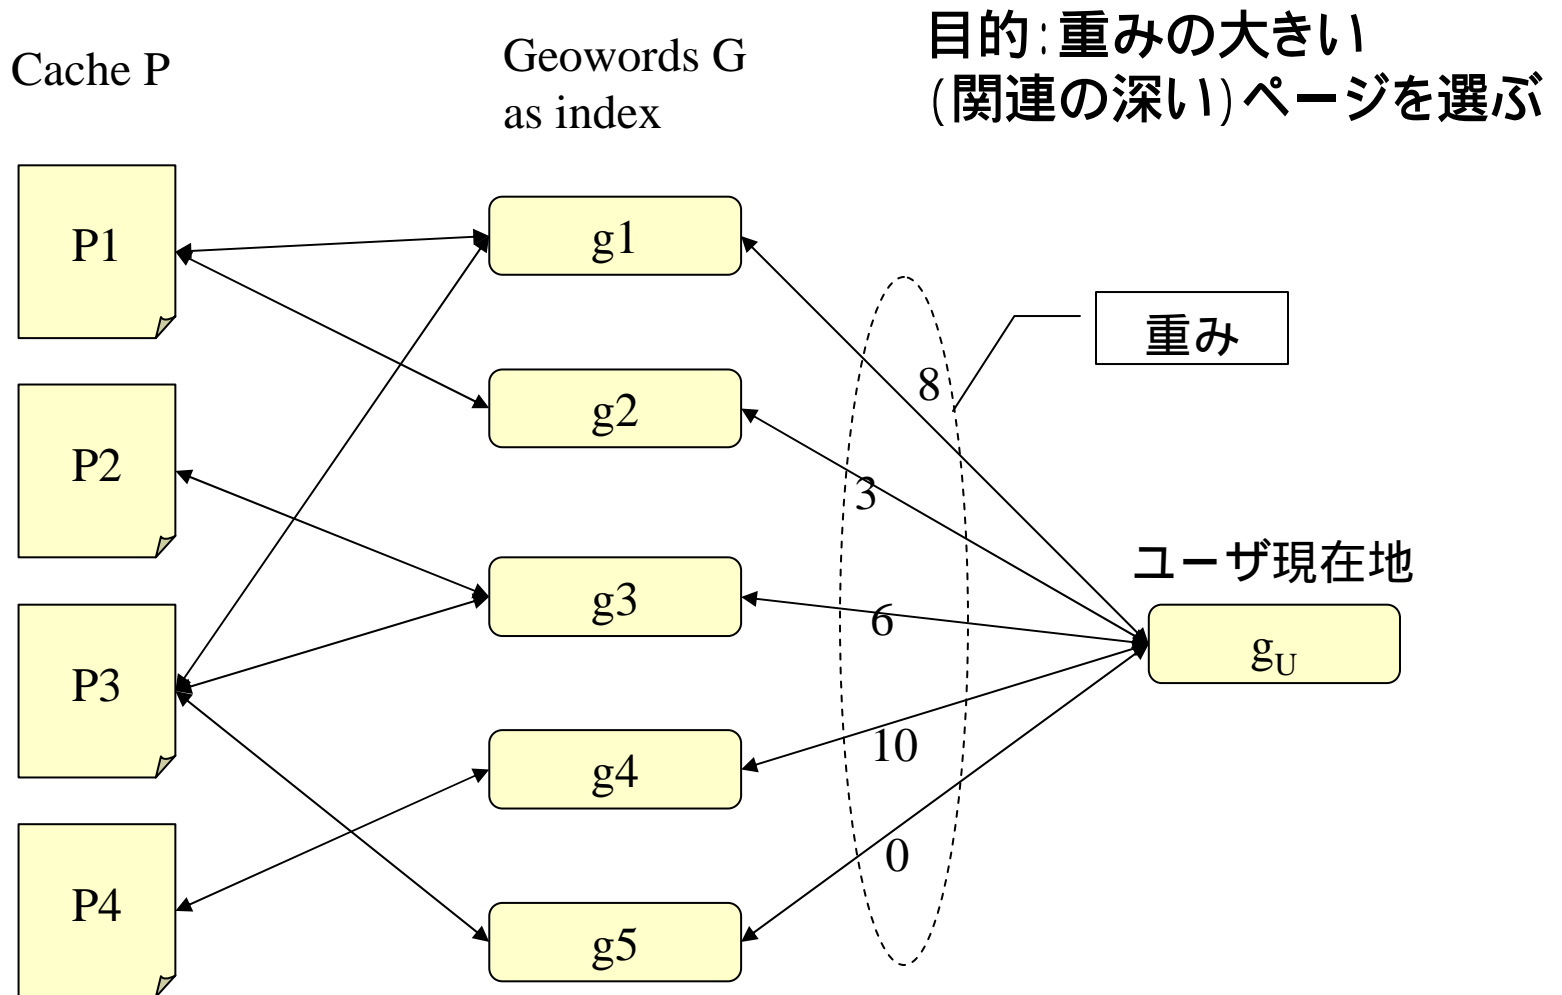 Cache P
Geowords G
as index
目的:重みの大きい
(関連の深い)ページを選ぶ
P1
P2
P3
P4
g1
g2
g3
g4
g5
8
3
6
10
0
重み
ユーザ現在地
gU